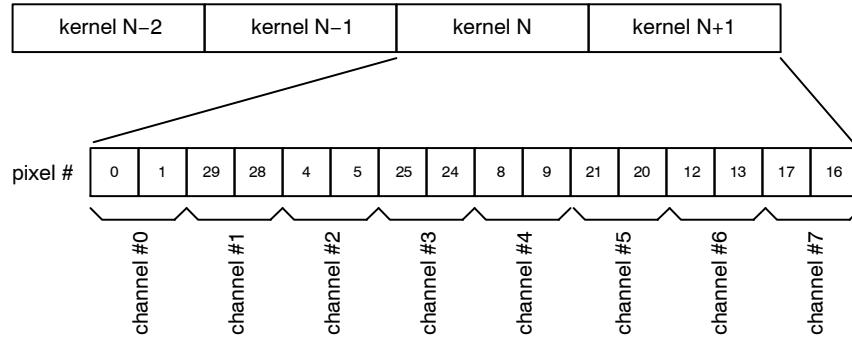 kernel N−2 kernel N−1 kernel N kernel N+1
pixel # 0 1 29 28 4 5 25 24 8 9 21 20 12 13 17 16
channel #0
channel #1
channel #2
channel #3
channel #4
channel #5
channel #6
channel #7